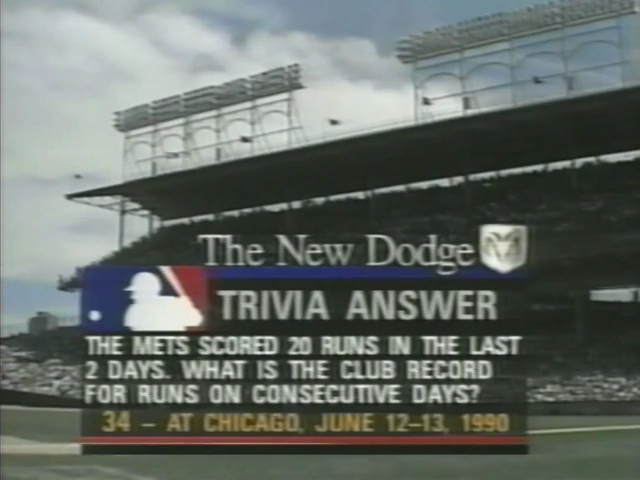 The New Dodge
TRIVIA ANSWER
THE METS SCORED 20 RUNS IN THE LAST
2 DAYS. WHAT IS THE CLUB RECORD
FOR RUNS ON CONSECUTIVE DAYS?
34 – AT CHICAGO, JUNE 12–13, 1990